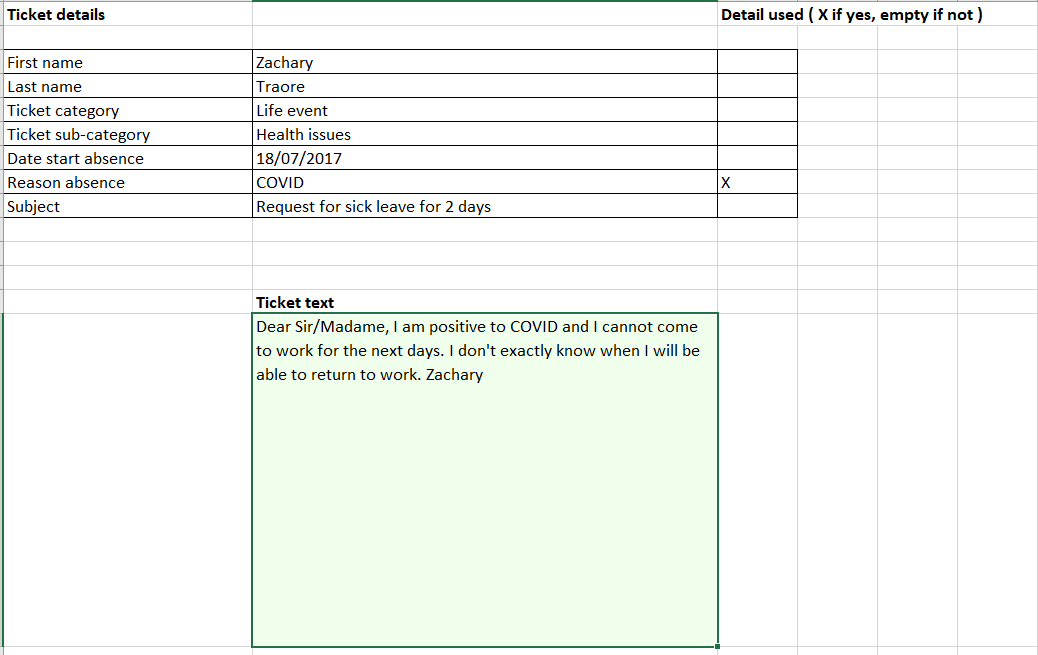 Ticket details Detail used ( X if yes, empty if not )
First name Zachary
Last name Traore
Ticket category Life event
Ticket sub-category Health issues
Date start absence 18/07/2017
Reason absence COVID X
Subject Request for sick leave for 2 days
Ticket text
Dear Sir/Madame, I am positive to COVID and I cannot come
to work for the next days. I don't exactly know when I will be
able to return to work. Zachary